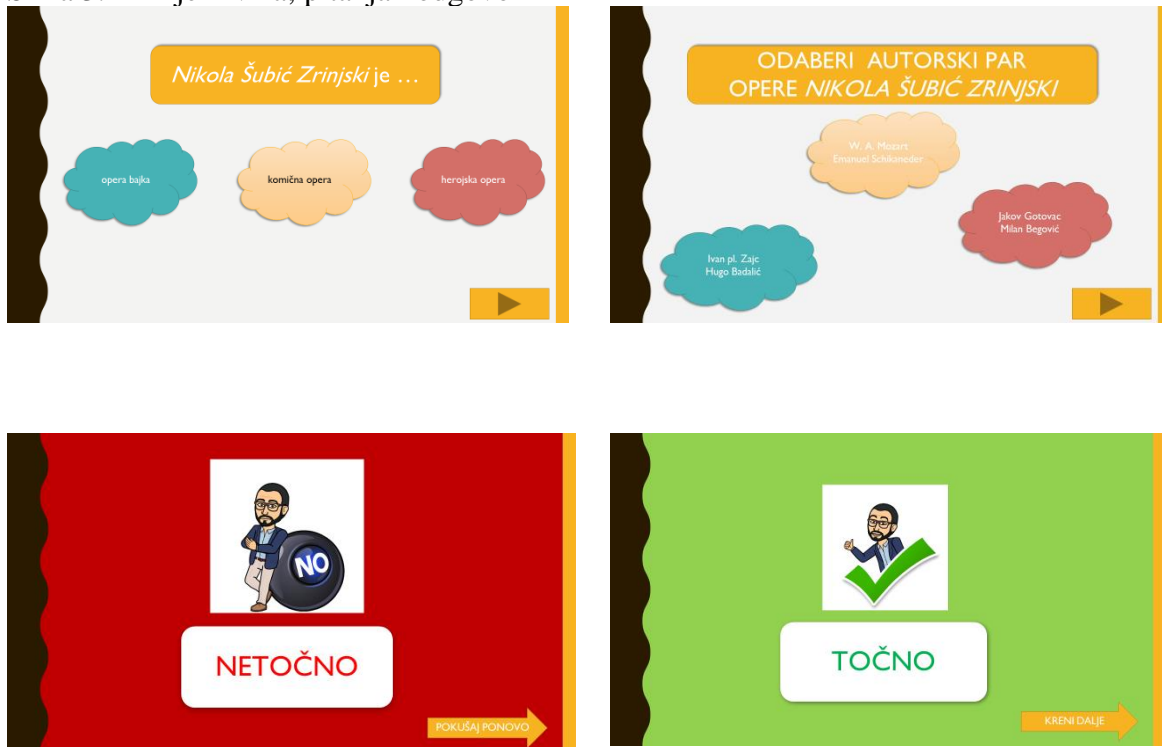 Nikola Šubić Zrinjski je …
opera bajka
komična opera
herojska opera
ODABERI AUTORSKI PAR
OPERE NIKOLA ŠUBIĆ ZRINJSKI
W. A. Mozart
Emanuel Schikaneder
Jakov Gotovac
Milan Begović
Ivan pl. Zajc
Hugo Badalić
NO
NETOČNO
POKUŠAJ PONOVO
TOČNO
KRENI DALJE